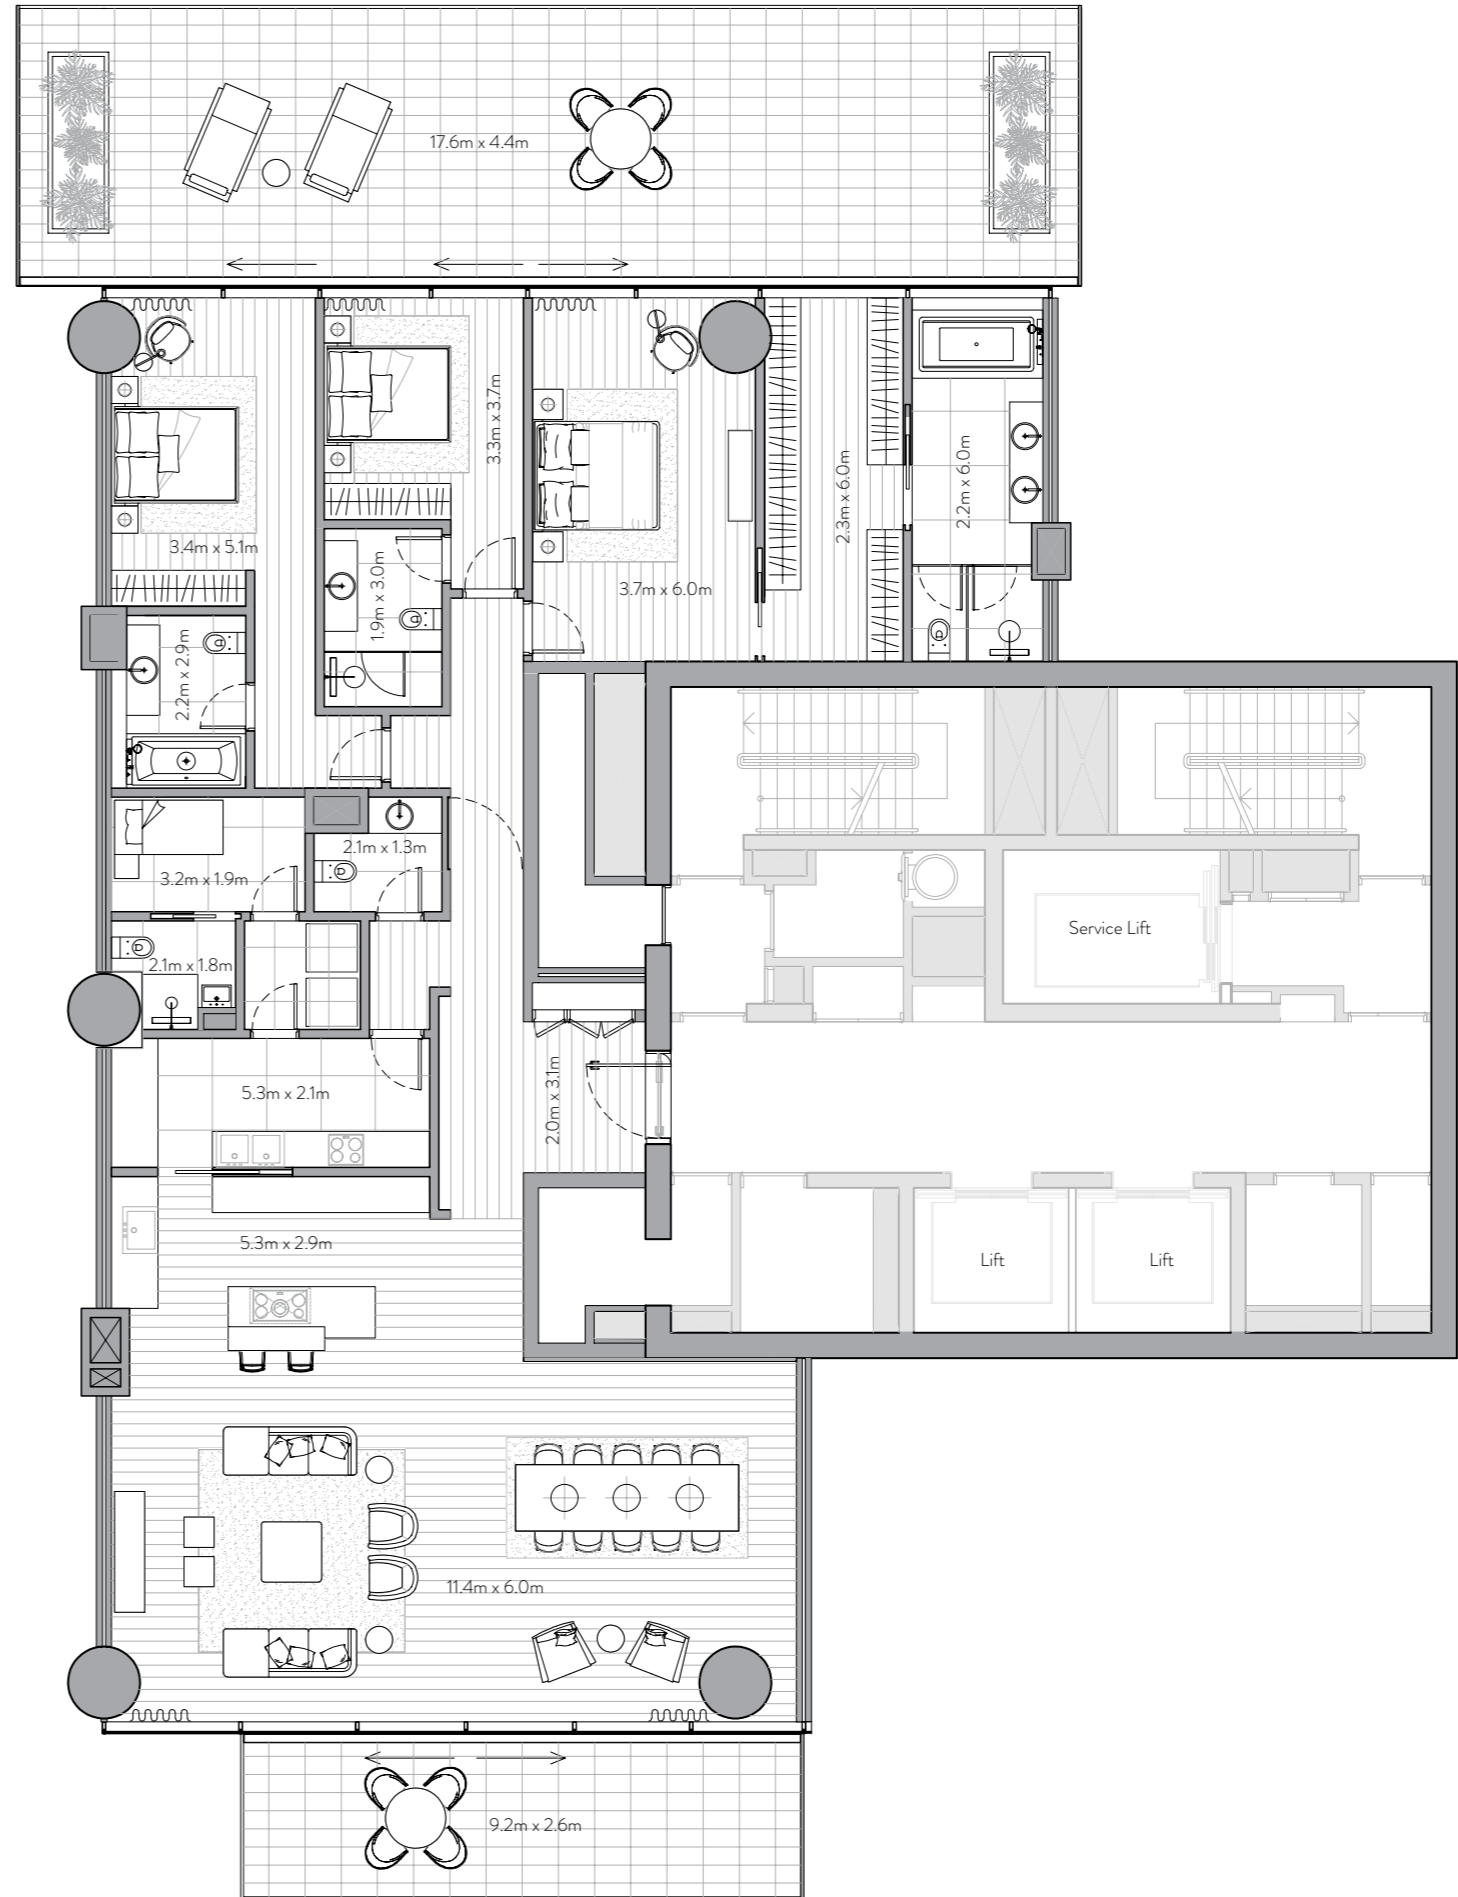 17.6m x 4.4m
3.3m x 3.7m
2.3m x 6.0m
2.2m x 6.0m
3.4m x 5.1m
1.9m x 3.0m
3.7m x 6.0m
2.2m x 2.9m
2.1m x 1.3m
3.2m x 1.9m
Service Lift
2.1m x 1.8m
5.3m x 2.1m
2.0m x 3.1m
5.3m x 2.9m
Lift
Lift
11.4m x 6.0m
9.2m x 2.6m